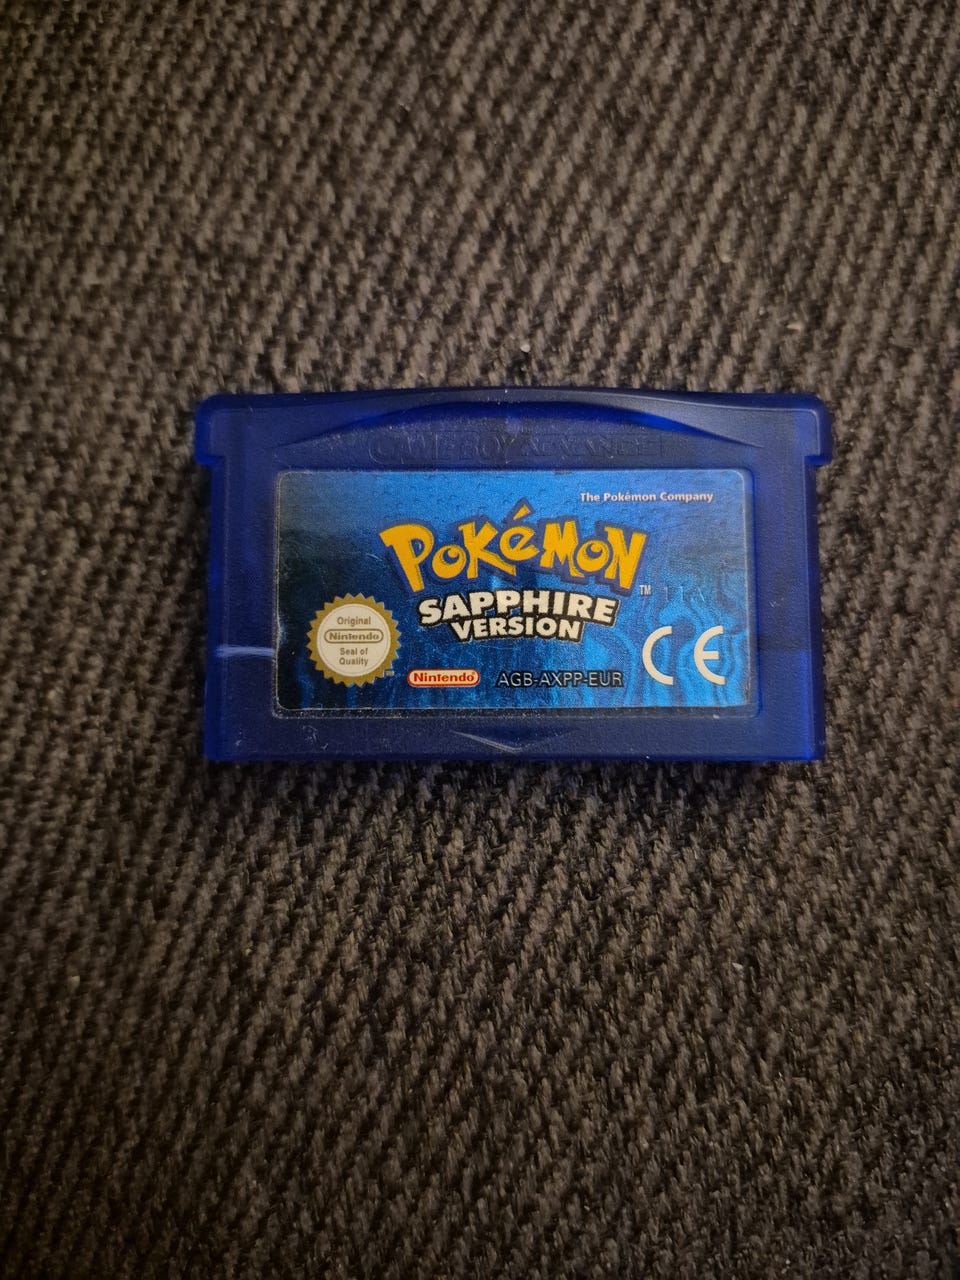 GAME BOY ADVANCE
The Pokémon Company
POKéMON
TM
SAPPHIRE
VERSION
Original
Nintendo
Seal of
Quality
Nintendo
AGB-AXPP-EUR
CE